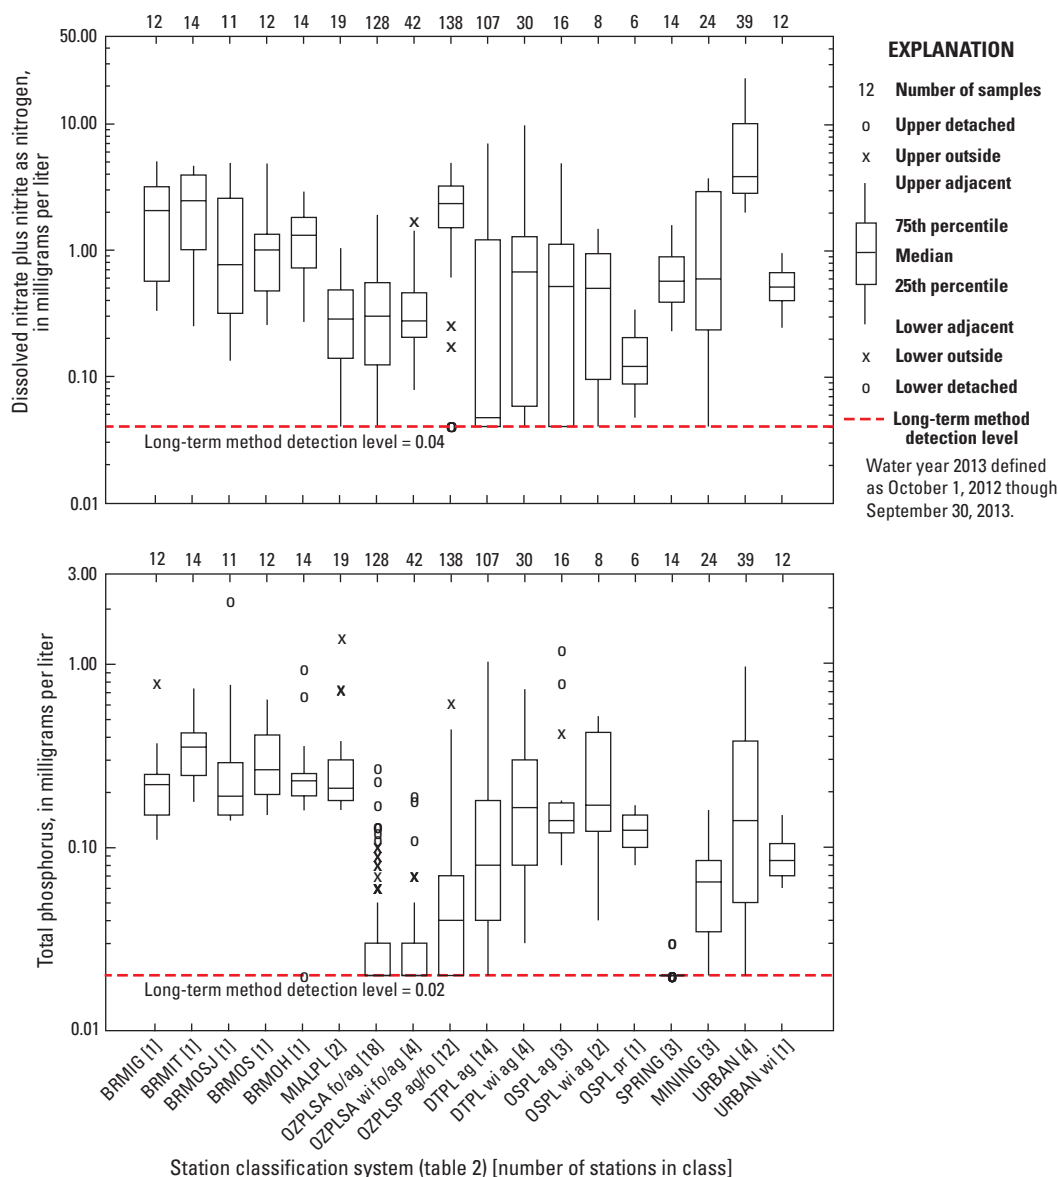 12 14 11 12 14 19 128 42 138 107 30 16 8 6 14 24 39 12
50.00
10.00
1.00
0.10
0.01
Dissolved nitrate plus nitrite as nitrogen,
in milligrams per liter
Long-term method detection level = 0.04
EXPLANATION
12 Number of samples
o Upper detached
x Upper outside
Upper adjacent
75th percentile
Median
25th percentile
Lower adjacent
x Lower outside
o Lower detached
Long-term method
detection level
Water year 2013 defined
as October 1, 2012 though
September 30, 2013.
12 14 11 12 14 19 128 42 138 107 30 16 8 6 14 24 39 12
3.00
1.00
0.10
0.01
Total phosphorus, in milligrams per liter
Long-term method detection level = 0.02
BRMIG [1]
BRMIT [1]
BRMOSJ [1]
BRMOS [1]
BRMOH [1]
MIALPL [2]
OZPLSA fo/ag [18]
OZPLSA wi fo/ag [4]
OZPLSP ag/fo [12]
DTPL ag [14]
DTPL wi ag [4]
OSPL ag [3]
OSPL wi ag [2]
OSPL pr [1]
SPRING [3]
MINING [3]
URBAN [4]
URBAN wi [1]
Station classification system (table 2) [number of stations in class]